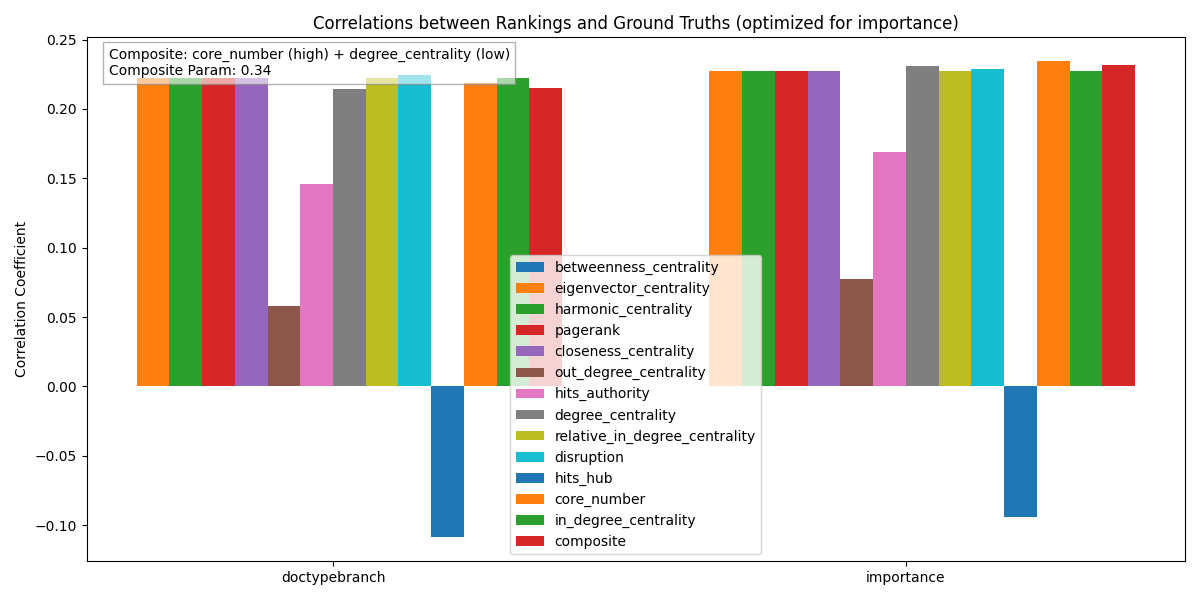 Correlations between Rankings and Ground Truths (optimized for importance)
Composite: core_number (high) + degree_centrality (low)
Composite Param: 0.34
Correlation Coefficient
0.25
0.20
0.15
0.10
0.05
0.00
−0.05
−0.10
betweenness_centrality
eigenvector_centrality
harmonic_centrality
pagerank
closeness_centrality
out_degree_centrality
hits_authority
degree_centrality
relative_in_degree_centrality
disruption
hits_hub
core_number
in_degree_centrality
composite
doctypebranch
importance